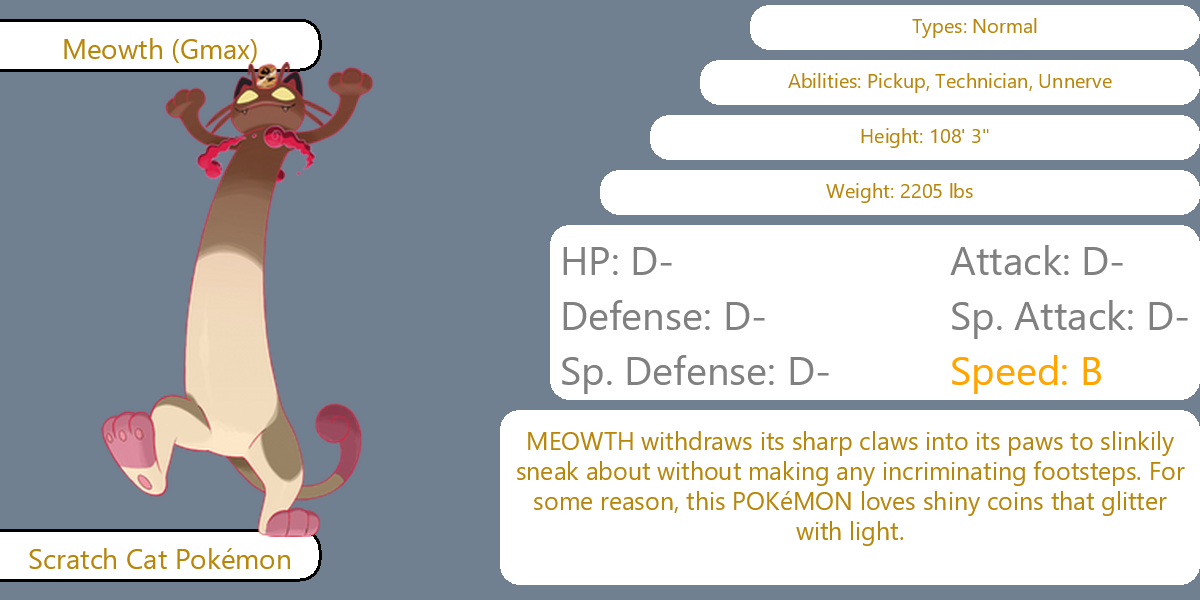 Meowth (Gmax)
Types: Normal
Abilities: Pickup, Technician, Unnerve
Height: 108' 3"
Weight: 2205 lbs
HP: D-
Attack: D-
Defense: D-
Sp. Attack: D-
Sp. Defense: D-
Speed: B
MEOWTH withdraws its sharp claws into its paws to slinkily
sneak about without making any incriminating footsteps. For
some reason, this POKéMON loves shiny coins that glitter
with light.
Scratch Cat Pokémon